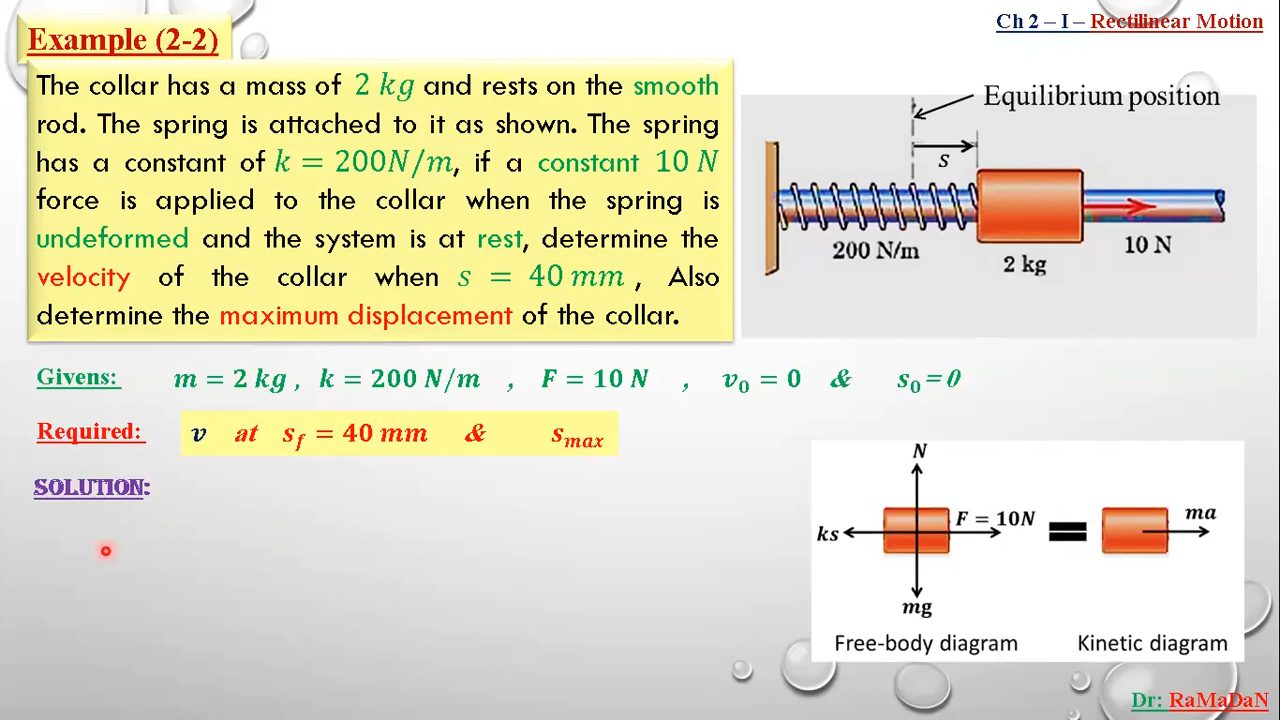 Ch 2 – I – Rectilinear Motion
Example (2-2)
The collar has a mass of 2 kg and rests on the smooth
rod. The spring is attached to it as shown. The spring
has a constant of k = 200N/m, if a constant 10 N
force is applied to the collar when the spring is
undeformed and the system is at rest, determine the
velocity of the collar when s = 40 mm , Also
determine the maximum displacement of the collar.
Equilibrium position
s
200 N/m
2 kg
10 N
Givens: m = 2 kg , k = 200 N/m , F = 10 N , v₀ = 0 & s₀ = 0
Required: v at s_f = 40 mm & s_max
SOLUTION:
N
F = 10N
ks
mg
ma
Free-body diagram
Kinetic diagram
Dr: RaMaDaN